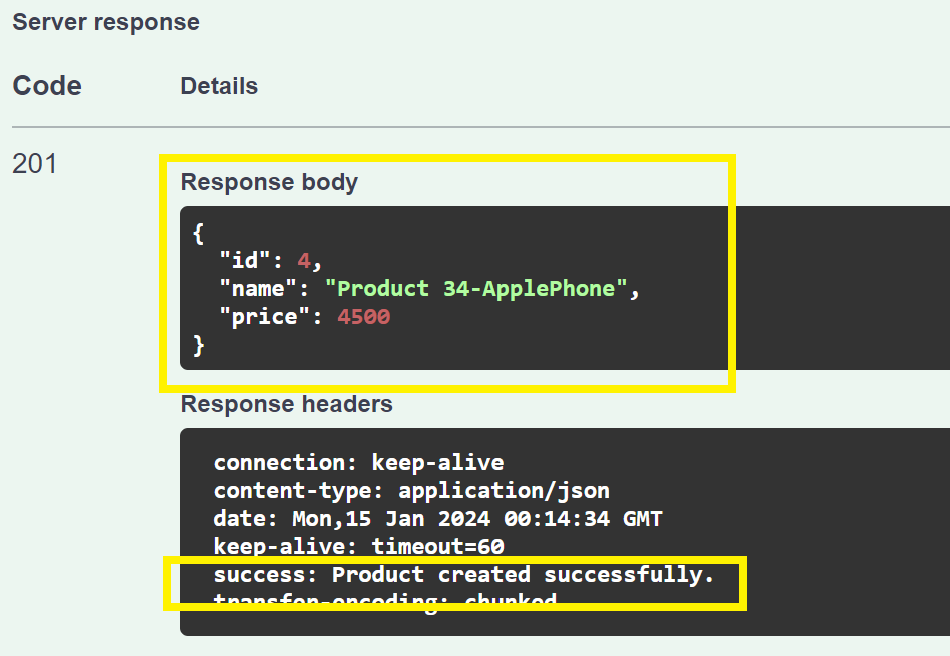 Server response
Code Details
201
Response body
{
"id": 4,
"name": "Product 34-ApplePhone",
"price": 4500
}
Response headers
connection: keep-alive
content-type: application/json
date: Mon,15 Jan 2024 00:14:34 GMT
keep-alive: timeout=60
success: Product created successfully.
transfer-encoding: chunked